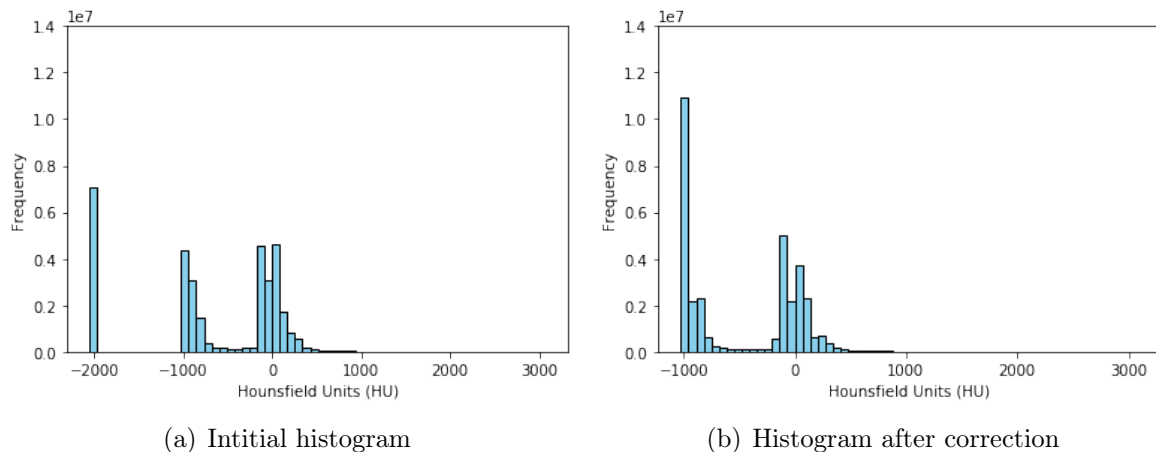 1e7
1.4
1.2
1.0
0.8
0.6
0.4
0.2
0.0
Frequency
−2000 −1000 0 1000 2000 3000
Hounsfield Units (HU)
(a) Intitial histogram
1e7
1.4
1.2
1.0
0.8
0.6
0.4
0.2
0.0
Frequency
−1000 0 1000 2000 3000
Hounsfield Units (HU)
(b) Histogram after correction